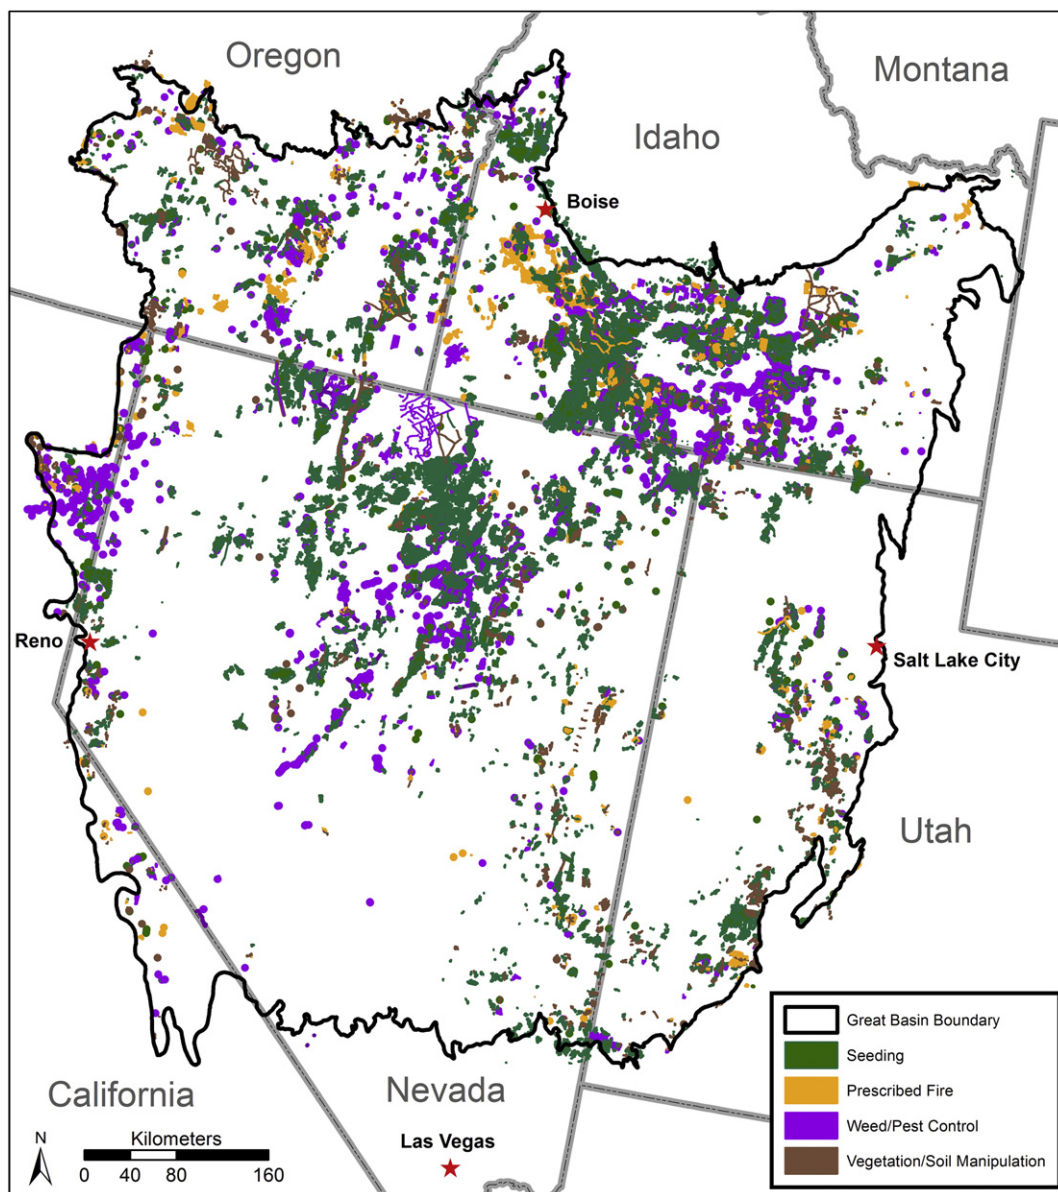 Oregon
Montana
Idaho
Boise
Reno
Salt Lake City
Utah
California
Nevada
Las Vegas
N
Kilometers
0 40 80 160
Great Basin Boundary
Seeding
Prescribed Fire
Weed/Pest Control
Vegetation/Soil Manipulation